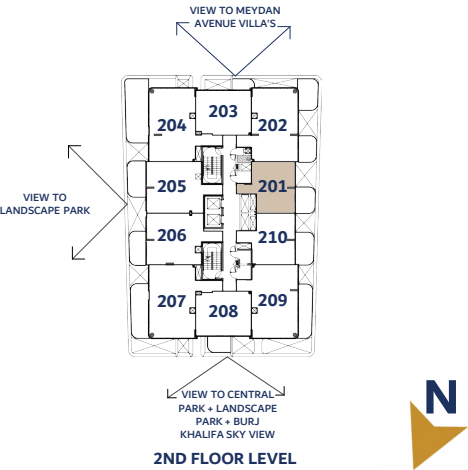 VIEW TO MEYDAN
AVENUE VILLA'S
203
204
202
205
201
VIEW TO
LANDSCAPE PARK
206
210
207
208
209
VIEW TO CENTRAL
PARK + LANDSCAPE
PARK + BURJ
KHALIFA SKY VIEW
2ND FLOOR LEVEL
N